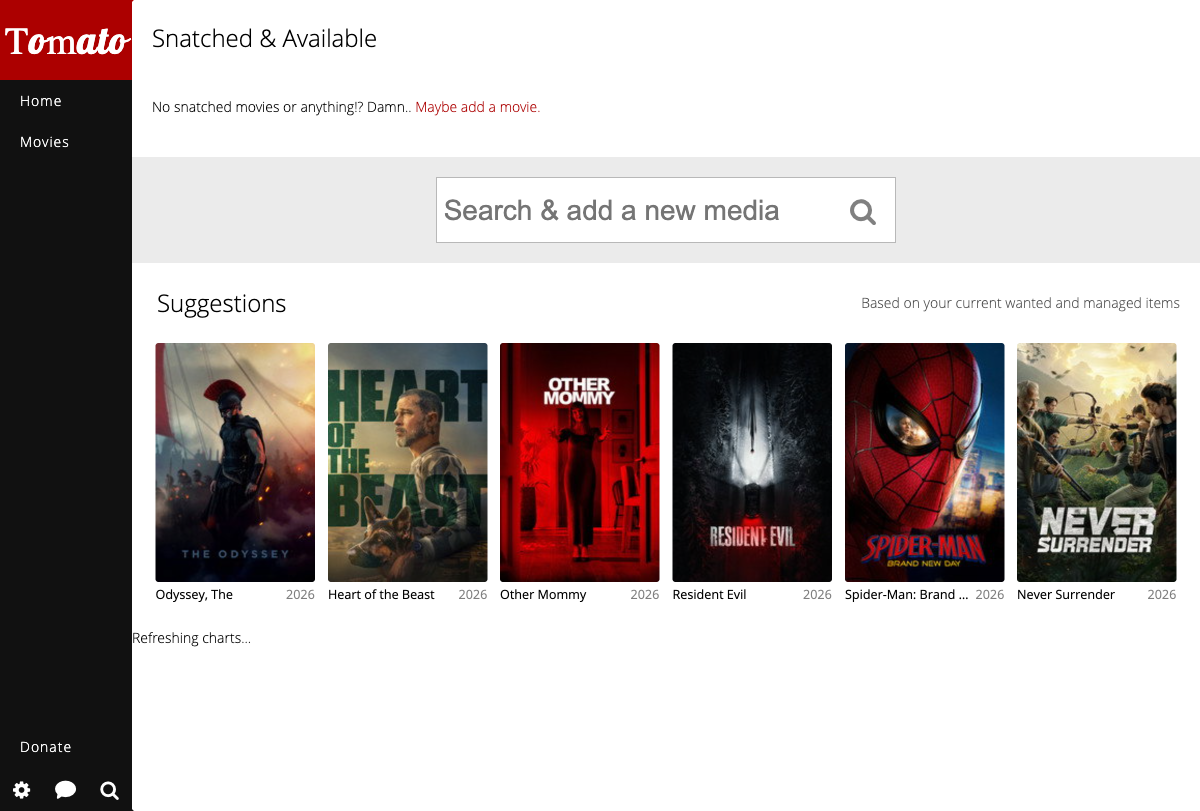 Tomato
Home
Movies
Donate
Snatched & Available
No snatched movies or anything!? Damn.. Maybe add a movie.
Search & add a new media
Suggestions
Based on your current wanted and managed items
THE ODYSSEY
Odyssey, The 2026
HEART
OF
THE
BEAST
Heart of the Beast 2026
OTHER
MOMMY
Other Mommy 2026
RESIDENT EVIL
Resident Evil 2026
SPIDER-MAN
BRAND NEW DAY
Spider-Man: Brand ... 2026
NEVER
SURRENDER
Never Surrender 2026
Refreshing charts...